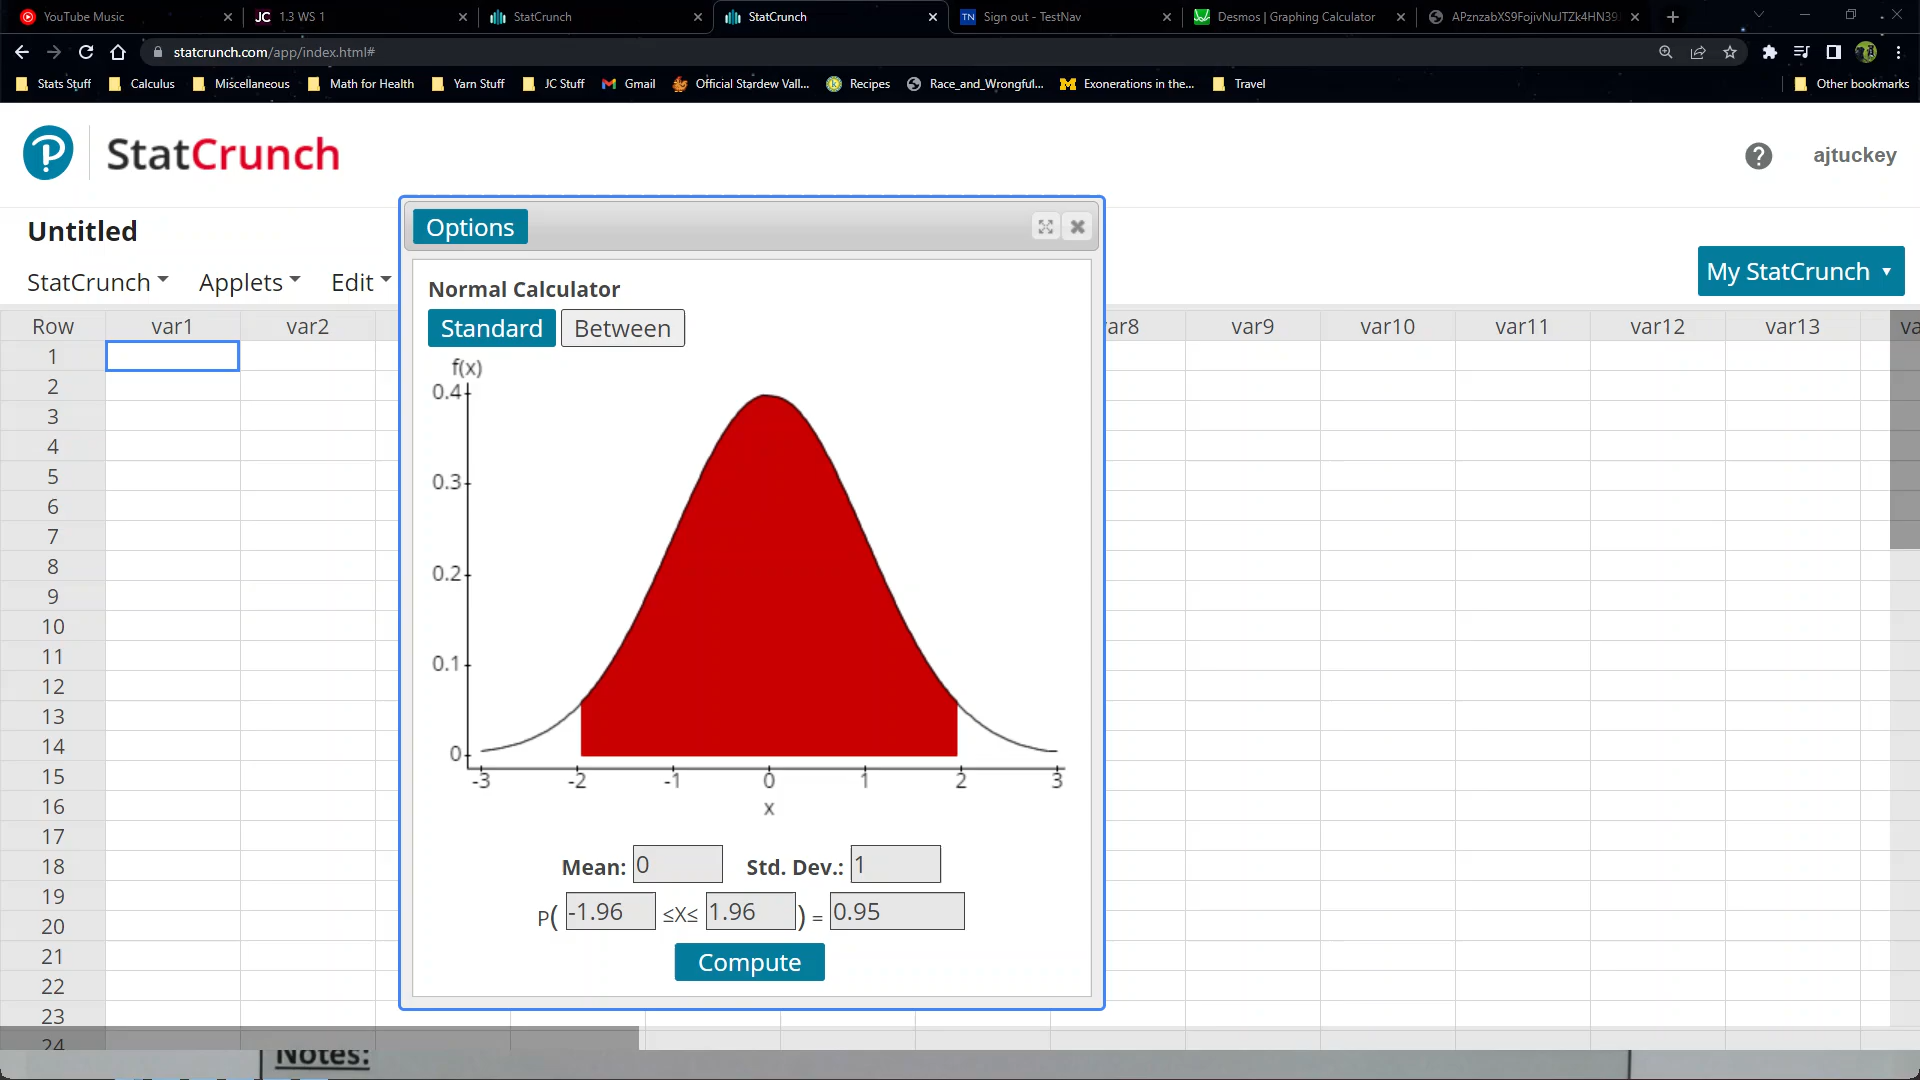 YouTube Music
JC 1.3 WS 1
StatCrunch
StatCrunch
TN Sign out - TestNav
Desmos | Graphing Calculator
APznzabXS9FojivNuJTZk4HN39
statcrunch.com/app/index.html#
Stats Stuff Calculus Miscellaneous Math for Health Yarn Stuff JC Stuff Gmail Official Stardew Vall... Recipes Race_and_Wrongful... Exonerations in the... Travel Other bookmarks
StatCrunch
ajtuckey
Untitled
StatCrunch Applets Edit
My StatCrunch
Options
Normal Calculator
Standard Between
Row var1 var2 ar8 var9 var10 var11 var12 var13 va
1
2
3
4
5
6
7
8
9
10
11
12
13
14
15
16
17
18
19
20
21
22
23
24
f(x)
0.4
0.3
0.2
0.1
0
-3 -2 -1 0 1 2 3
x
Mean: 0 Std. Dev.: 1
P( -1.96 ≤X≤ 1.96 ) = 0.95
Compute
Notes: